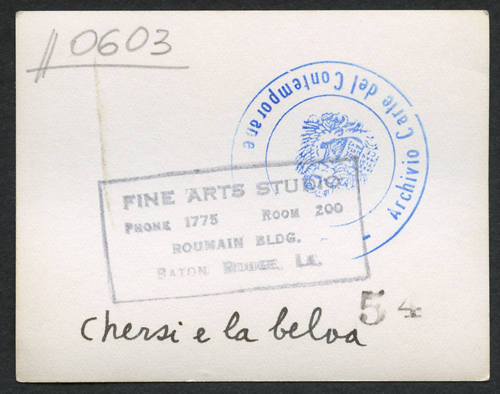 //0603
Archivio Carte del Contemporane
FINE ARTS STUDIO
PHONE 1775 ROOM 200
ROUMAIN BLDG.
BATON ROUGE, LA.
54
Chersi e la belva